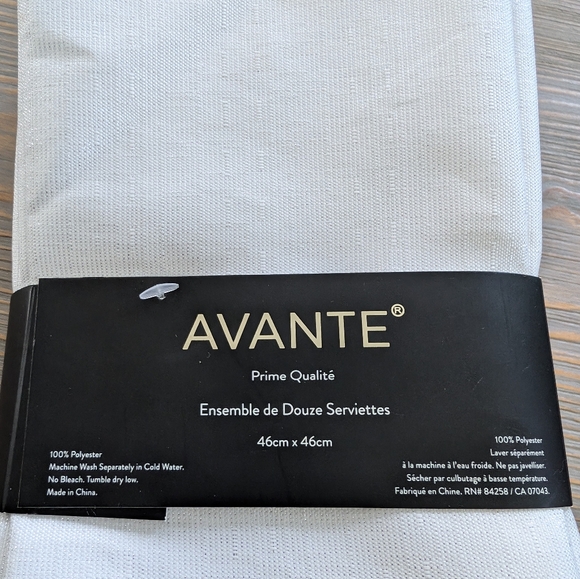 AVANTE®
Prime Qualité
Ensemble de Douze Serviettes
46cm x 46cm
100% Polyester
Machine Wash Separately in Cold Water.
No Bleach. Tumble dry low.
Made in China.
100% Polyester
Laver séparément
à la machine à l'eau froide. Ne pas javelliser.
Sécher par culbutage à basse température.
Fabriqué en Chine. RN# 84258 / CA 07043.